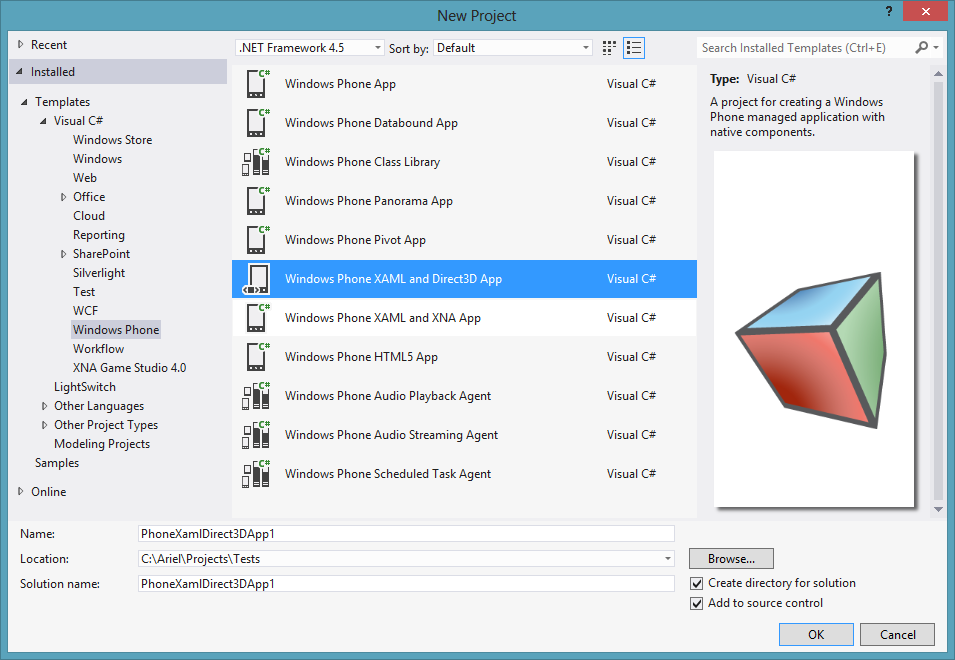 New Project
?
Recent
Installed
Templates
Visual C#
Windows Store
Windows
Web
Office
Cloud
Reporting
SharePoint
Silverlight
Test
WCF
Windows Phone
Workflow
XNA Game Studio 4.0
LightSwitch
Other Languages
Other Project Types
Modeling Projects
Samples
Online
.NET Framework 4.5 Sort by: Default
Windows Phone App Visual C#
Windows Phone Databound App Visual C#
Windows Phone Class Library Visual C#
Windows Phone Panorama App Visual C#
Windows Phone Pivot App Visual C#
Windows Phone XAML and Direct3D App Visual C#
Windows Phone XAML and XNA App Visual C#
Windows Phone HTML5 App Visual C#
Windows Phone Audio Playback Agent Visual C#
Windows Phone Audio Streaming Agent Visual C#
Windows Phone Scheduled Task Agent Visual C#
Search Installed Templates (Ctrl+E)
Type: Visual C#
A project for creating a Windows
Phone managed application with
native components.
Name: PhoneXamlDirect3DApp1
Location: C:\Ariel\Projects\Tests
Solution name: PhoneXamlDirect3DApp1
Browse...
Create directory for solution
Add to source control
OK Cancel